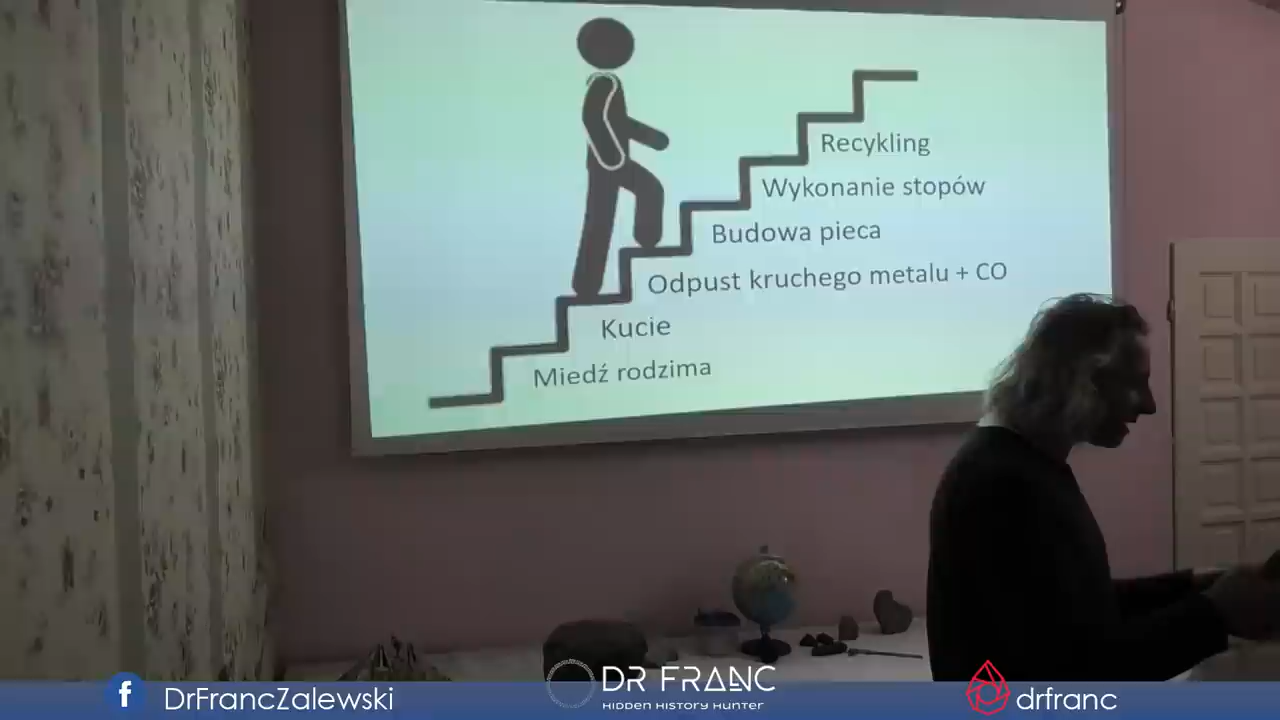 Recykling
Wykonanie stopów
Budowa pieca
Odpust kruchego metalu + CO
Kucie
Miedź rodzima
f DrFrancZalewski
DR FRANC
HIDDEN HISTORY HUNTER
drfranc